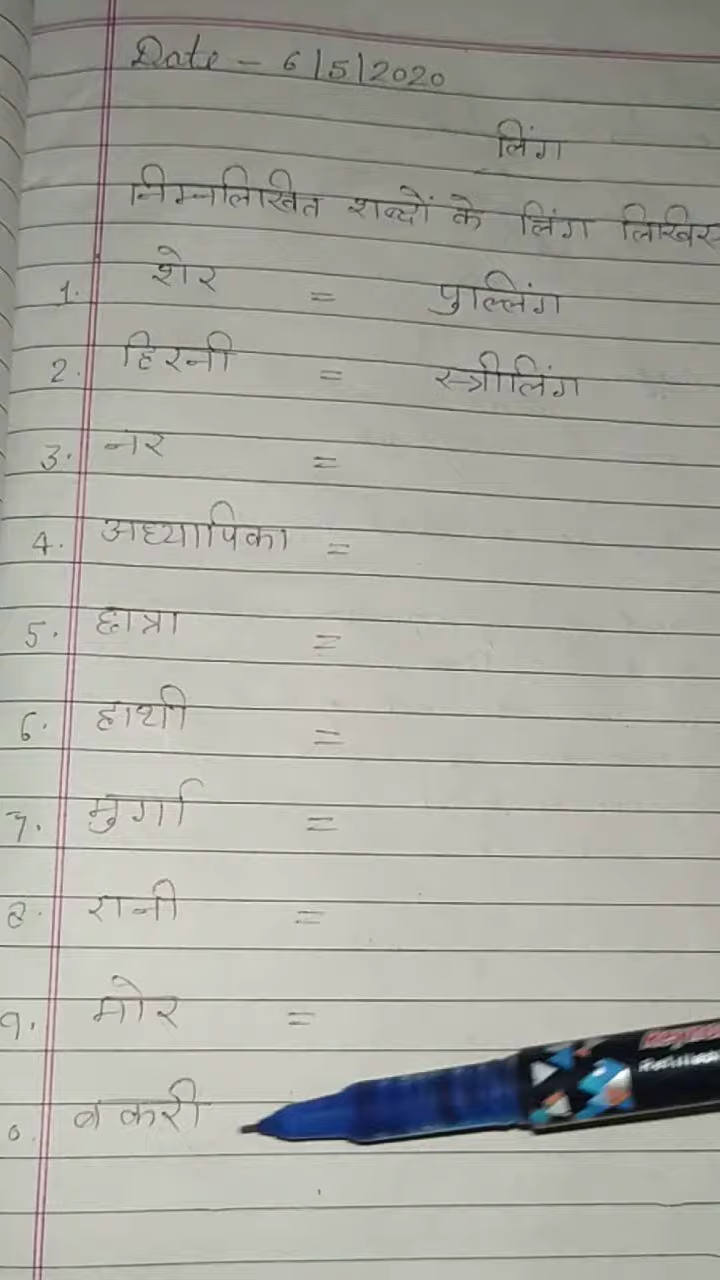 Date - 6/5/2020
लिंग
निम्नलिखित शब्दों के लिंग लिखिए
1. शेर = पुल्लिंग
2. हिरनी = स्त्रीलिंग
3. नर =
4. अध्यापिका =
5. छात्रा =
6. हाथी =
7. मुर्गा =
8. रानी =
9. मोर =
0. बकरी